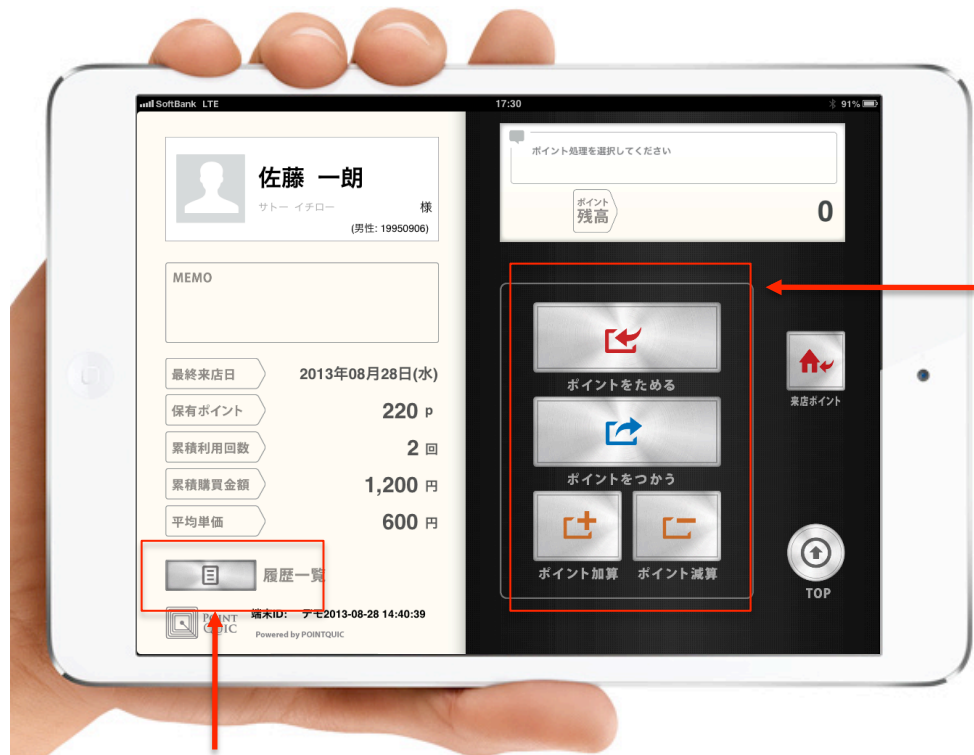 SoftBank LTE
17:30
91%
佐藤 一朗
サトー イチロー 様
(男性: 19950906)
MEMO
最終来店日 2013年08月28日(水)
保有ポイント 220 p
累積利用回数 2 回
累積購買金額 1,200 円
平均単価 600 円
履歴一覧
POINT QUIC
端末ID: デモ2013-08-28 14:40:39
Powered by POINTQUIC
ポイント処理を選択してください
ポイント
残高 0
ポイントをためる
ポイントをつかう
ポイント加算 ポイント減算
来店ポイント
TOP